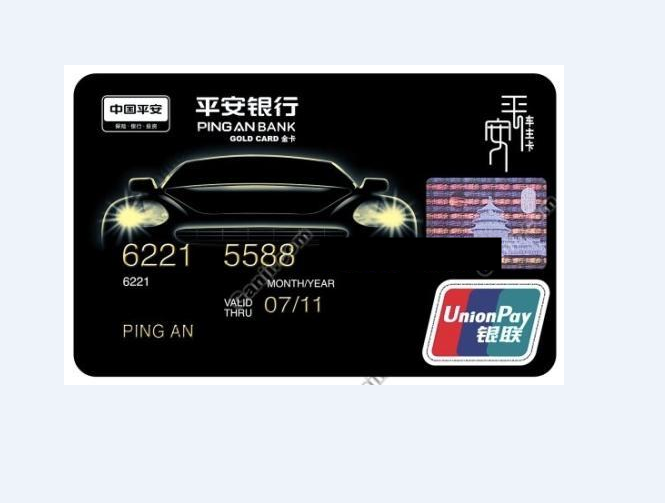 中国平安
保险·银行·投资
平安银行
PING AN BANK
GOLD CARD 金卡
平安
车主卡
6221 5588
6221
MONTH/YEAR
VALID THRU 07/11
PING AN
UnionPay
银联